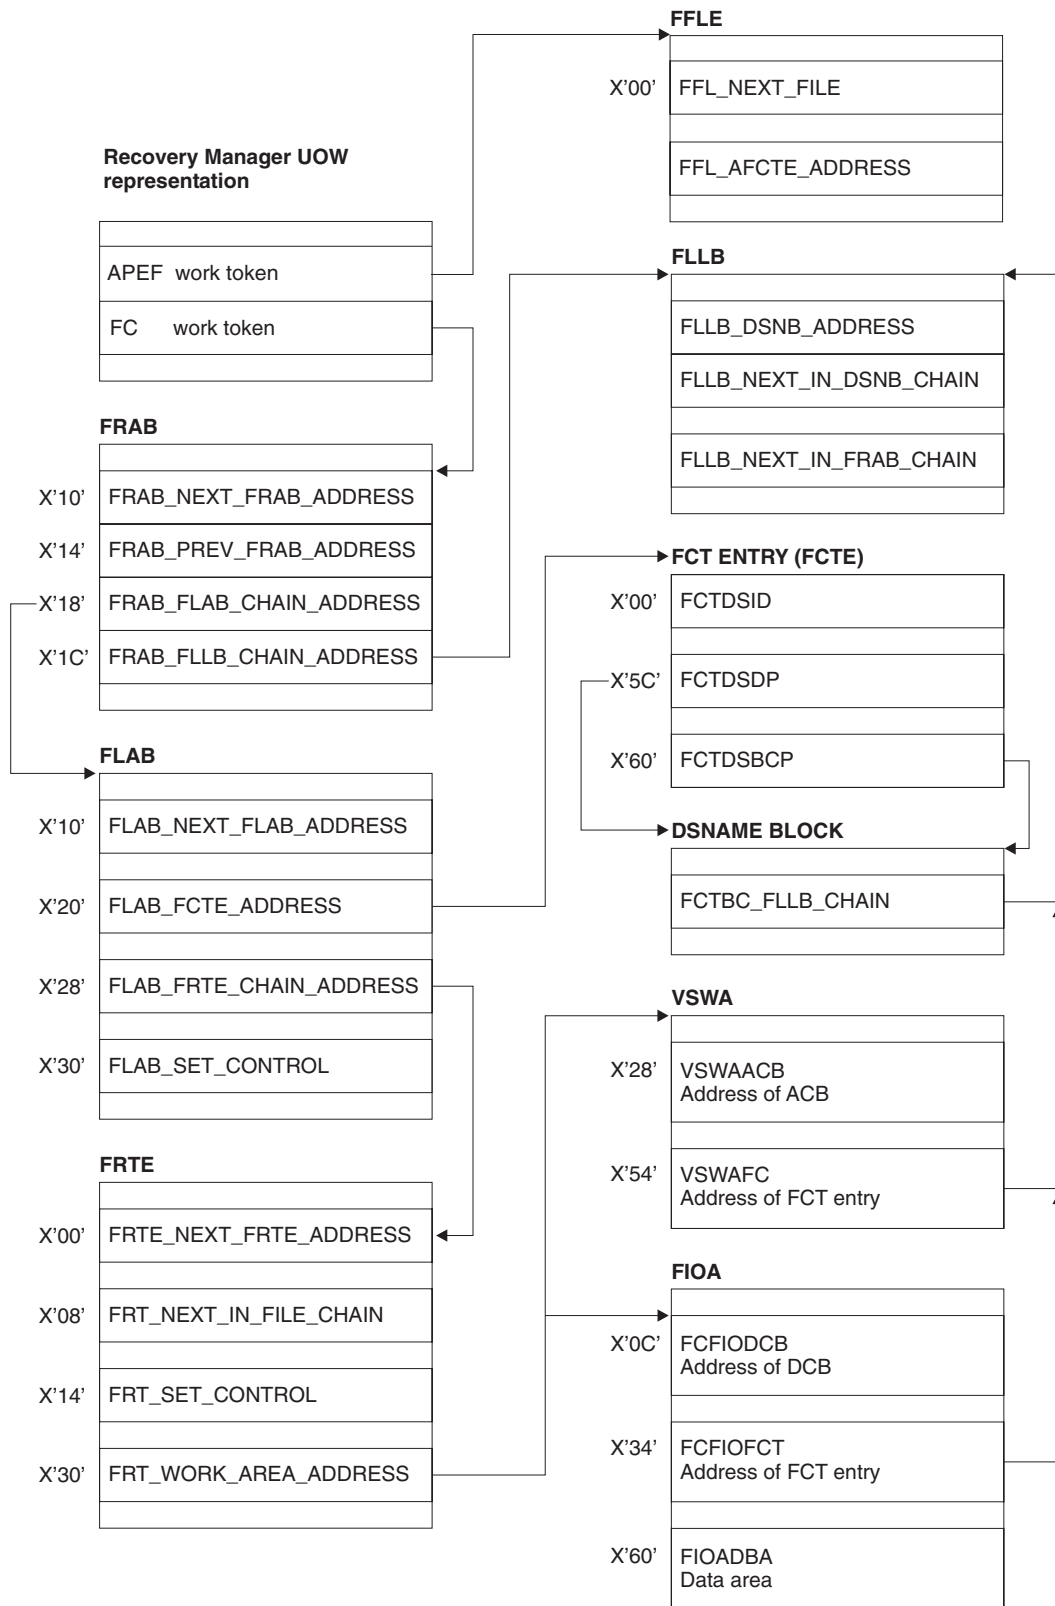 Recovery Manager UOW
representation
APEF work token
FC work token
FRAB
X'10' FRAB_NEXT_FRAB_ADDRESS
X'14' FRAB_PREV_FRAB_ADDRESS
X'18' FRAB_FLAB_CHAIN_ADDRESS
X'1C' FRAB_FLLB_CHAIN_ADDRESS
FLAB
X'10' FLAB_NEXT_FLAB_ADDRESS
X'20' FLAB_FCTE_ADDRESS
X'28' FLAB_FRTE_CHAIN_ADDRESS
X'30' FLAB_SET_CONTROL
FRTE
X'00' FRTE_NEXT_FRTE_ADDRESS
X'08' FRT_NEXT_IN_FILE_CHAIN
X'14' FRT_SET_CONTROL
X'30' FRT_WORK_AREA_ADDRESS
FFLE
X'00' FFL_NEXT_FILE
FFL_AFCTE_ADDRESS
FLLB
FLLB_DSNB_ADDRESS
FLLB_NEXT_IN_DSNB_CHAIN
FLLB_NEXT_IN_FRAB_CHAIN
FCT ENTRY (FCTE)
X'00' FCTDSID
X'5C' FCTDSDP
X'60' FCTDSBCP
DSNAME BLOCK
FCTBC_FLLB_CHAIN
VSWA
X'28' VSWAACB
Address of ACB
X'54' VSWAFC
Address of FCT entry
FIOA
X'0C' FCFIODCB
Address of DCB
X'34' FCFIOFCT
Address of FCT entry
X'60' FIOADBA
Data area